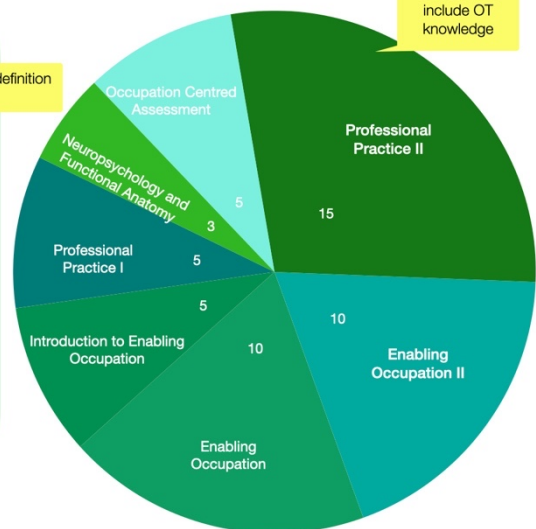 include OT
knowledge
definition
Occupation Centred
Assessment
5
Professional
Practice II
15
Neuropsychology and
Functional Anatomy
3
Professional
Practice I
5
Introduction to Enabling
Occupation
5
Enabling
Occupation
10
Enabling
Occupation II
10